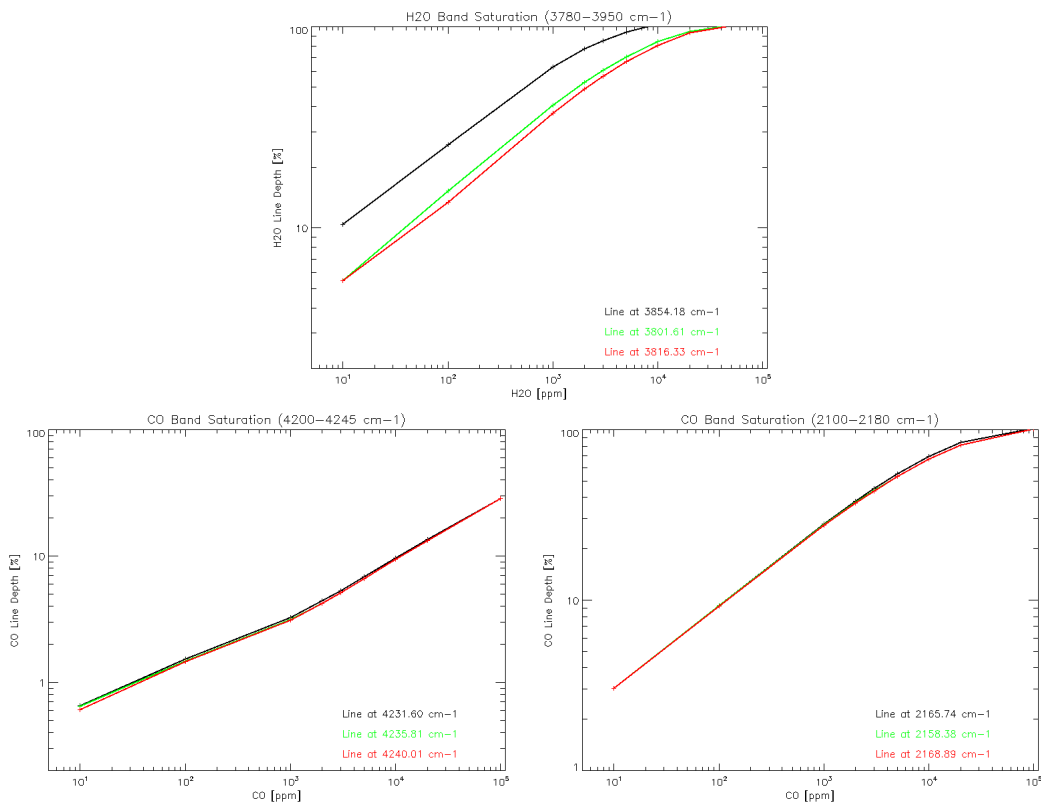 H2O Band Saturation (3780-3950 cm-1)
100
10
H2O Line Depth [%]
Line at 3854.18 cm-1
Line at 3801.61 cm-1
Line at 3816.33 cm-1
10^1 10^2 10^3 10^4 10^5
H2O [ppm]
CO Band Saturation (4200-4245 cm-1)
100
10
1
CO Line Depth [%]
Line at 4231.60 cm-1
Line at 4235.81 cm-1
Line at 4240.01 cm-1
10^1 10^2 10^3 10^4 10^5
CO [ppm]
CO Band Saturation (2100-2180 cm-1)
100
10
1
CO Line Depth [%]
Line at 2165.74 cm-1
Line at 2158.38 cm-1
Line at 2168.89 cm-1
10^1 10^2 10^3 10^4 10^5
CO [ppm]